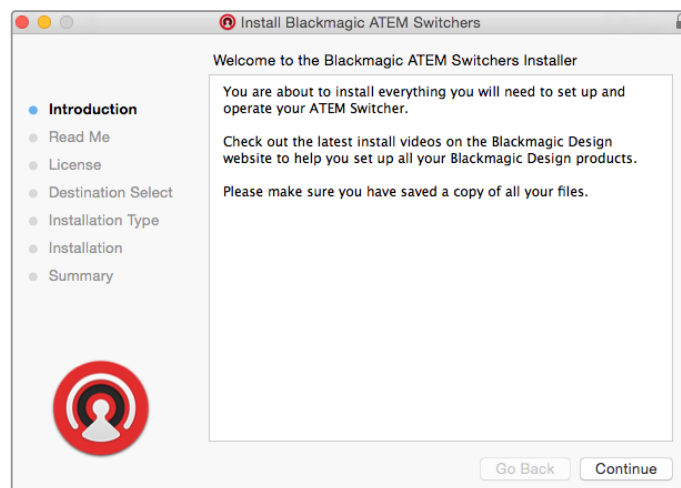 Install Blackmagic ATEM Switchers
Welcome to the Blackmagic ATEM Switchers Installer
Introduction
Read Me
License
Destination Select
Installation Type
Installation
Summary
You are about to install everything you will need to set up and
operate your ATEM Switcher.
Check out the latest install videos on the Blackmagic Design
website to help you set up all your Blackmagic Design products.
Please make sure you have saved a copy of all your files.
Go Back
Continue